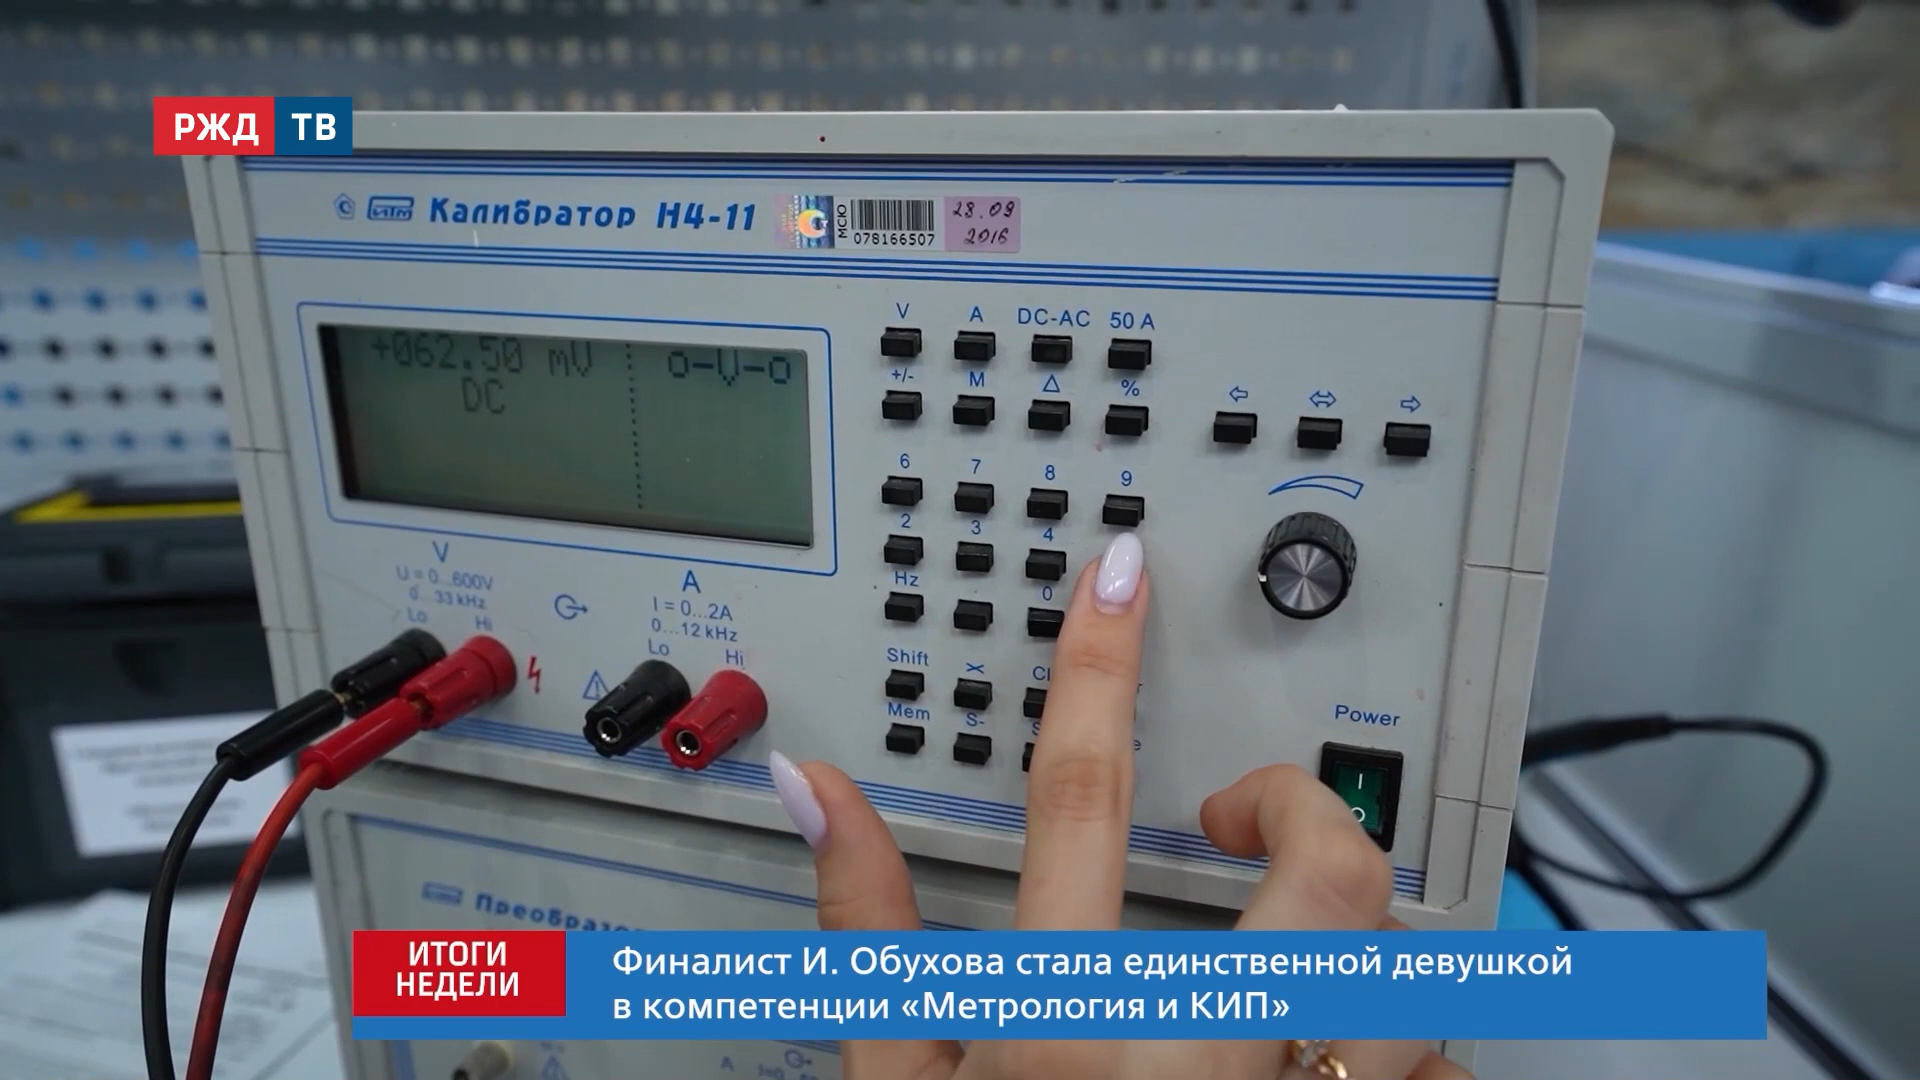 РЖД ТВ
ИТМ Калибратор Н4-11
МСЮ
078166507
28.09
2016
+062.50 mV
DC
o-V-o
V A DC-AC 50 A
+/- M Δ %
6 7 8 9
2 3 4
Hz 0
Shift
Mem S-
V
U = 0...600V
0...33 kHz
Lo Hi
A
I = 0...2A
0...12 kHz
Lo Hi
Power
ИТОГИ
НЕДЕЛИ
Финалист И. Обухова стала единственной девушкой
в компетенции «Метрология и КИП»